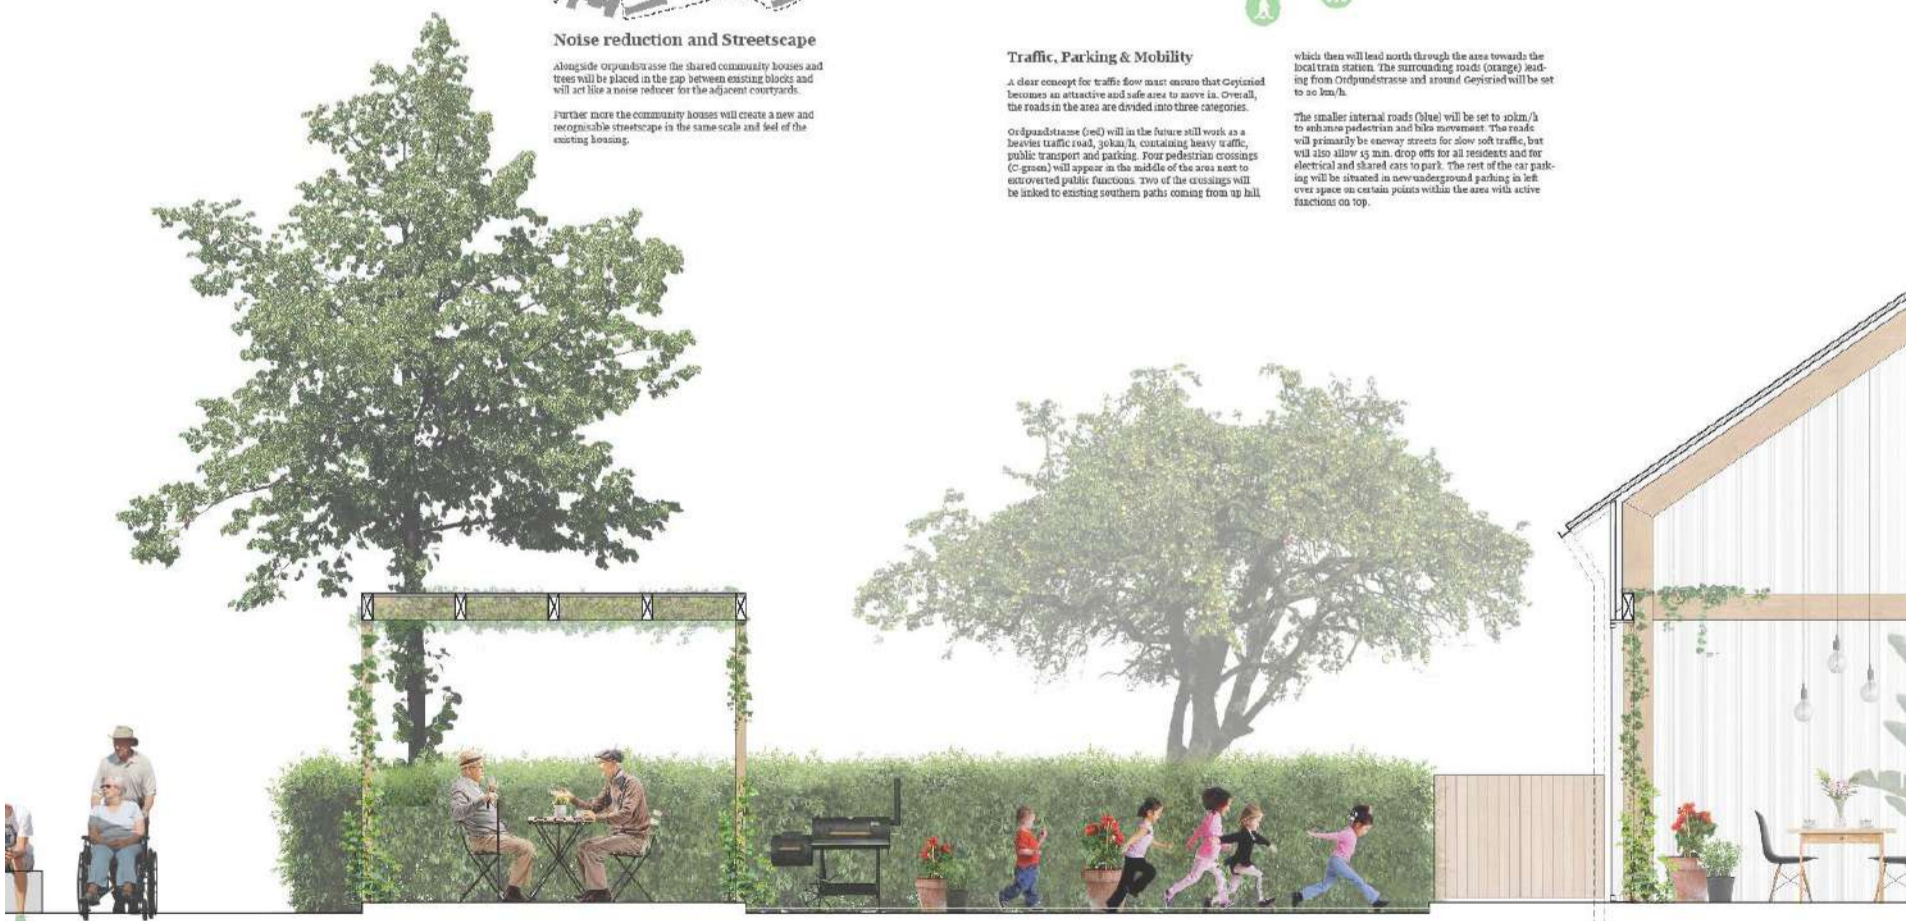 Noise reduction and Streetscape
Alongside Orpundstrasse the shared community houses and
trees will be placed in the gap between existing blocks and
will act like a noise reducer for the adjacent courtyards.
Further more the community houses will create a new and
recognisable streetscape in the same scale and feel of the
existing housing.
Traffic, Parking & Mobility
A clear concept for traffic flow must ensure that Geyisried
becomes an attractive and safe area to move in. Overall,
the roads in the area are divided into three categories.
Ordpundstrasse (red) will in the future still work as a
heavier traffic road, 30km/h, containing heavy traffic,
public transport and parking. Four pedestrian crossings
(C-green) will appear in the middle of the area next to
extroverted public functions. Two of the crossings will
be linked to existing southern paths coming from up hill
which then will lead north through the area towards the
local train station. The surrounding roads (orange) lead-
ing from Ordpundstrasse and around Geyisried will be set
to 20 km/h.
The smaller internal roads (blue) will be set to 10km/h
to enhance pedestrian and bike movement. The roads
will primarily be oneway streets for slow soft traffic, but
will also allow 15 min. drop offs for all residents and for
electrical and shared cars to park. The rest of the car park-
ing will be situated in new underground parking in left
over space on certain points within the area with active
functions on top.